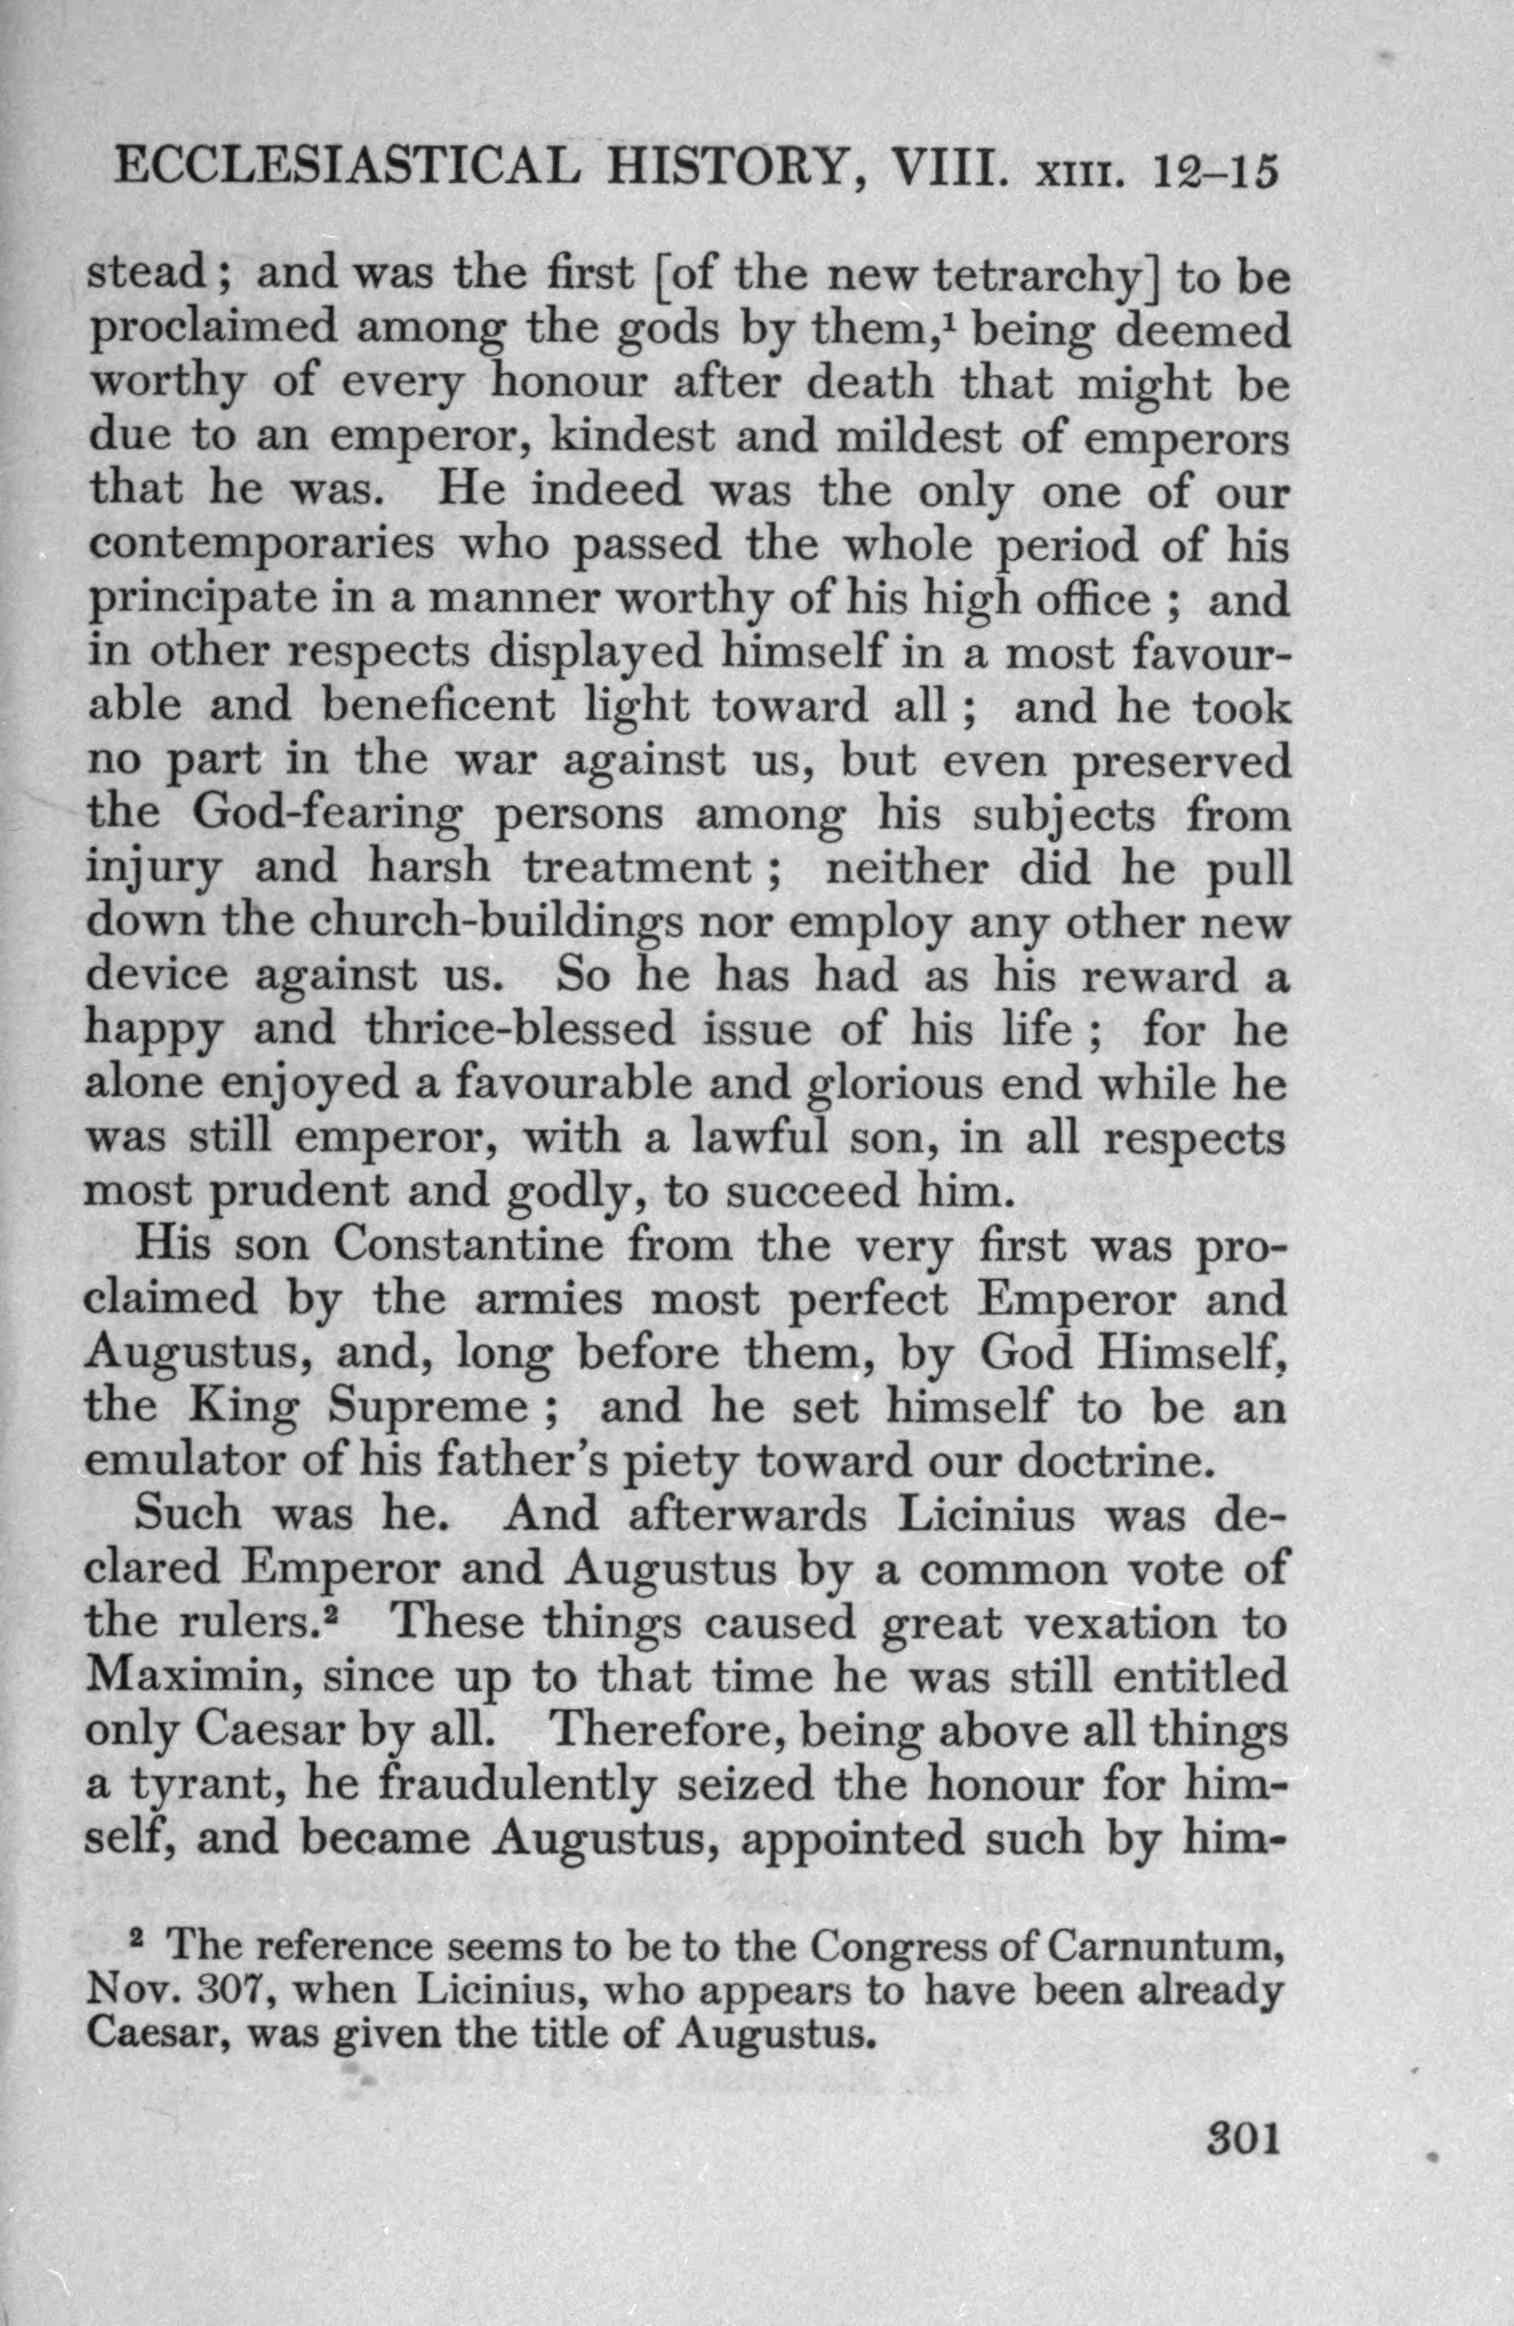 ECCLESIASTICAL HISTORY, VIII. XIII. 12–15
stead ; and was the first [of the new tetrarchy] to be
proclaimed among the gods by them,¹ being deemed
worthy of every honour after death that might be
due to an emperor, kindest and mildest of emperors
that he was. He indeed was the only one of our
contemporaries who passed the whole period of his
principate in a manner worthy of his high office ; and
in other respects displayed himself in a most favour-
able and beneficent light toward all ; and he took
no part in the war against us, but even preserved
the God-fearing persons among his subjects from
injury and harsh treatment ; neither did he pull
down the church-buildings nor employ any other new
device against us. So he has had as his reward a
happy and thrice-blessed issue of his life ; for he
alone enjoyed a favourable and glorious end while he
was still emperor, with a lawful son, in all respects
most prudent and godly, to succeed him.
His son Constantine from the very first was pro-
claimed by the armies most perfect Emperor and
Augustus, and, long before them, by God Himself,
the King Supreme ; and he set himself to be an
emulator of his father's piety toward our doctrine.
Such was he. And afterwards Licinius was de-
clared Emperor and Augustus by a common vote of
the rulers.² These things caused great vexation to
Maximin, since up to that time he was still entitled
only Caesar by all. Therefore, being above all things
a tyrant, he fraudulently seized the honour for him-
self, and became Augustus, appointed such by him-
² The reference seems to be to the Congress of Carnuntum,
Nov. 307, when Licinius, who appears to have been already
Caesar, was given the title of Augustus.
301